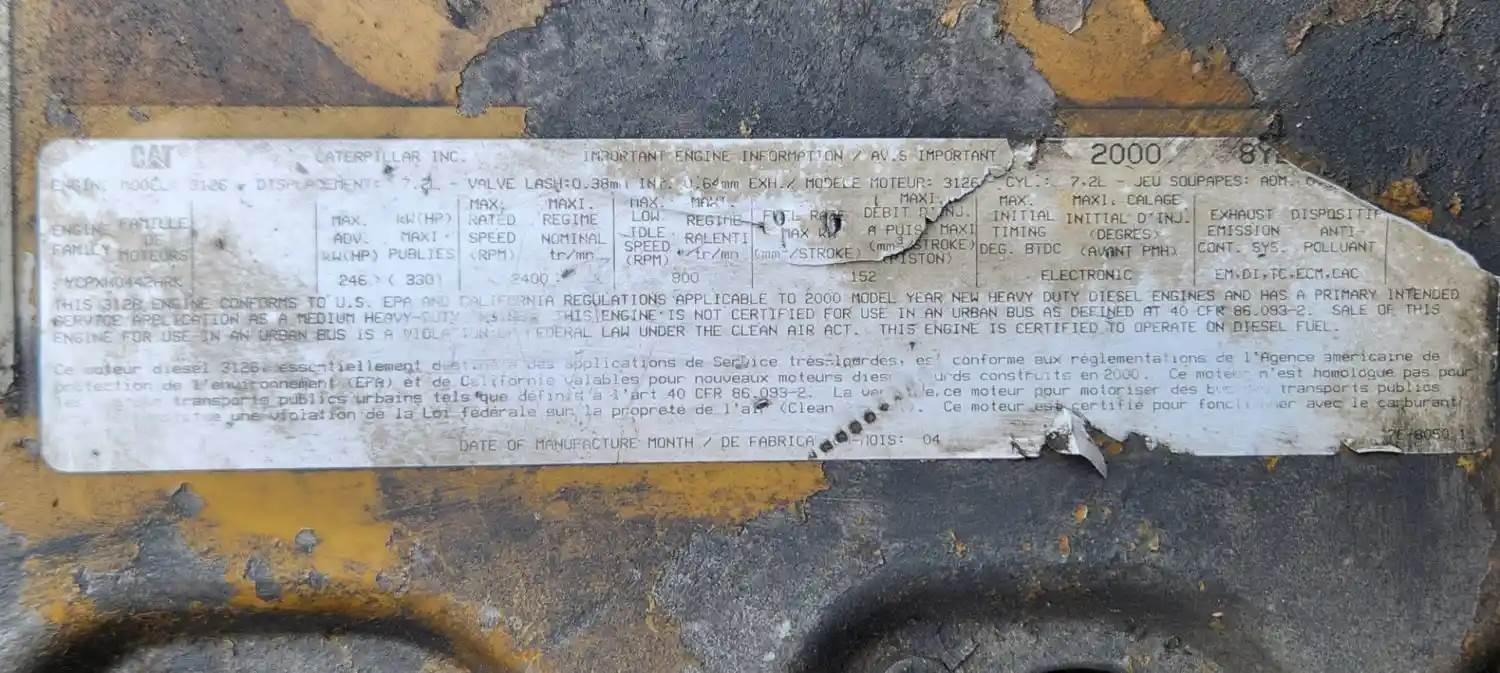 CAT CATERPILLAR INC. IMPORTANT ENGINE INFORMATION / AV.S IMPORTANT 2000
ENGINE MODEL: 3126 DISPLACEMENT: 7.2L - VALVE LASH:0.38mm INT. 0.64mm EXH./ MODELE MOTEUR: 3126 CYL.: 7.2L - JEU SOUPAPES: ADM.
ENGINE FAMILY
FAMILLE DE MOTEURS
MAX. ADV. kW(HP)
kW(HP) MAXI. PUBLIES
MAX. RATED SPEED (RPM)
MAXI. REGIME NOMINAL tr/mn
MAX. LOW IDLE SPEED (RPM)
MAXI. REGIME RALENTI tr/mn
FUEL RATE MAX (mm³/STROKE)
MAXI. DEBIT D'INJ. A PUIS. MAXI (mm³/STROKE)
MAX. INITIAL TIMING DEG. BTDC
MAXI. CALAGE INITIAL D'INJ. (DEGRES) (AVANT PMH)
EXHAUST EMISSION CONT. SYS.
DISPOSITIF ANTI- POLLUANT
246 ( 330) 2400 800 152 ELECTRONIC EM,DI,TC,ECM,CAC
THIS 3126 ENGINE CONFORMS TO U.S. EPA AND CALIFORNIA REGULATIONS APPLICABLE TO 2000 MODEL YEAR NEW HEAVY DUTY DIESEL ENGINES AND HAS A PRIMARY INTENDED
SERVICE APPLICATION AS A MEDIUM HEAVY-DUTY THIS ENGINE IS NOT CERTIFIED FOR USE IN AN URBAN BUS AS DEFINED AT 40 CFR 86.093-2. SALE OF THIS
ENGINE FOR USE IN AN URBAN BUS IS A VIOLATION OF FEDERAL LAW UNDER THE CLEAN AIR ACT. THIS ENGINE IS CERTIFIED TO OPERATE ON DIESEL FUEL.
Ce moteur diesel 3126, essentiellement destiné à des applications de Service très-lourdes, est conforme aux réglementations de l'Agence américaine de
protection de l'environnement (EPA) et de Californie valables pour nouveaux moteurs construits en 2000. Ce moteur n'est homologué pas pour
transports publics urbains tels que définis à l'art 40 CFR 86.093-2. La ce moteur pour motoriser des transports publics
une violation de la Loi fédérale sur la propreté de l'air (Clean Ce moteur est certifié pour fonctionner avec le carburant
DATE OF MANUFACTURE MONTH / DE FABRICA MOIS: 04